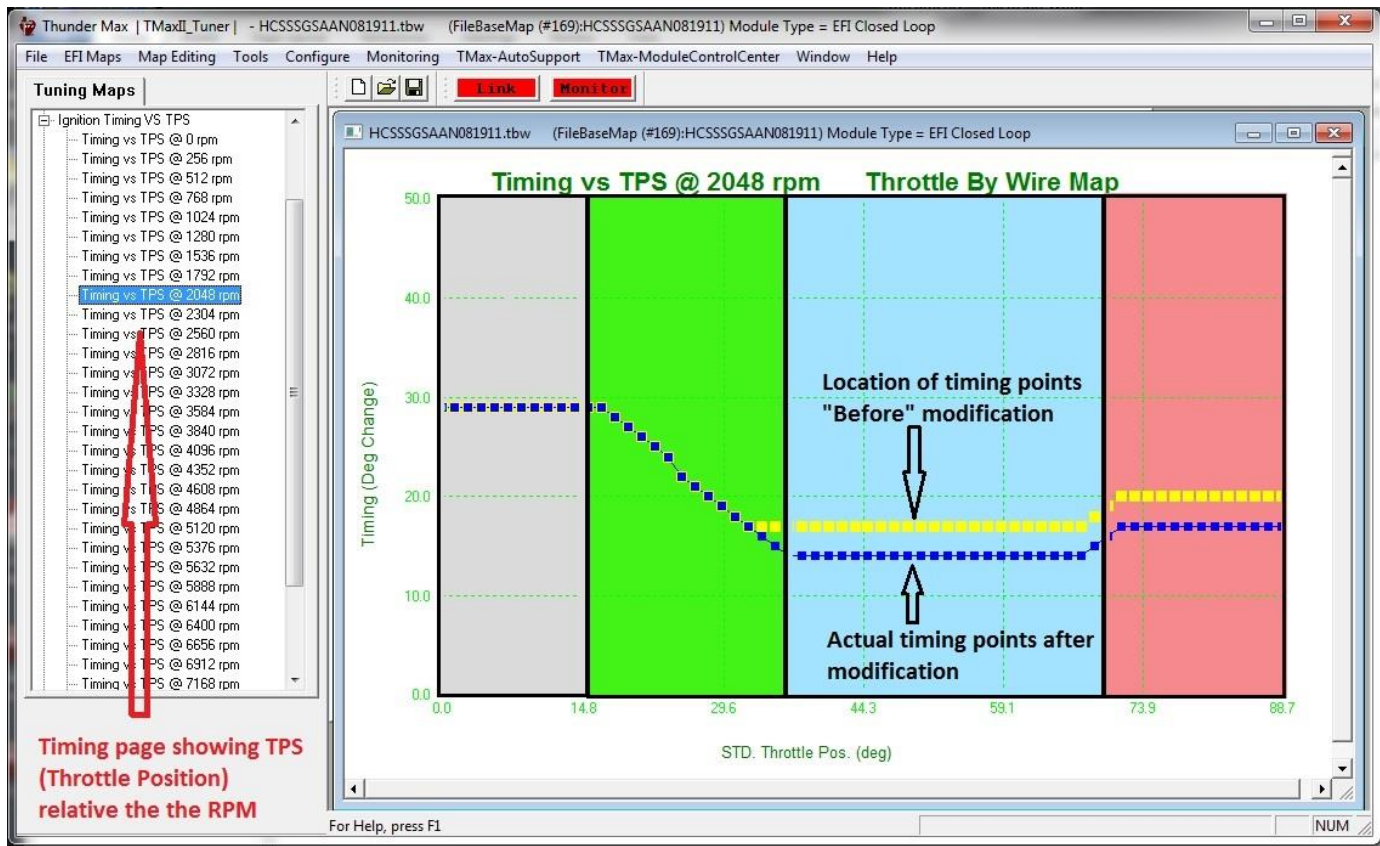 Thunder Max | TMaxII_Tuner | - HCSSSGSAAN081911.tbw (FileBaseMap (#169):HCSSSGSAAN081911) Module Type = EFI Closed Loop
File EFI Maps Map Editing Tools Configure Monitoring TMax-AutoSupport TMax-ModuleControlCenter Window Help
Tuning Maps
Link Monitor
Ignition Timing VS TPS
Timing vs TPS @ 0 rpm
Timing vs TPS @ 256 rpm
Timing vs TPS @ 512 rpm
Timing vs TPS @ 768 rpm
Timing vs TPS @ 1024 rpm
Timing vs TPS @ 1280 rpm
Timing vs TPS @ 1536 rpm
Timing vs TPS @ 1792 rpm
Timing vs TPS @ 2048 rpm
Timing vs TPS @ 2304 rpm
Timing vs TPS @ 2560 rpm
Timing vs TPS @ 2816 rpm
Timing vs TPS @ 3072 rpm
Timing vs TPS @ 3328 rpm
Timing vs TPS @ 3584 rpm
Timing vs TPS @ 3840 rpm
Timing vs TPS @ 4096 rpm
Timing vs TPS @ 4352 rpm
Timing vs TPS @ 4608 rpm
Timing vs TPS @ 4864 rpm
Timing vs TPS @ 5120 rpm
Timing vs TPS @ 5376 rpm
Timing vs TPS @ 5632 rpm
Timing vs TPS @ 5888 rpm
Timing vs TPS @ 6144 rpm
Timing vs TPS @ 6400 rpm
Timing vs TPS @ 6656 rpm
Timing vs TPS @ 6912 rpm
Timing vs TPS @ 7168 rpm
Timing page showing TPS
(Throttle Position)
relative the the RPM
HCSSSGSAAN081911.tbw (FileBaseMap (#169):HCSSSGSAAN081911) Module Type = EFI Closed Loop
Timing vs TPS @ 2048 rpm Throttle By Wire Map
50.0
40.0
30.0
20.0
10.0
0.0
Timing (Deg Change)
Location of timing points
"Before" modification
Actual timing points after
modification
0.0 14.8 29.6 44.3 59.1 73.9 88.7
STD. Throttle Pos. (deg)
For Help, press F1
NUM